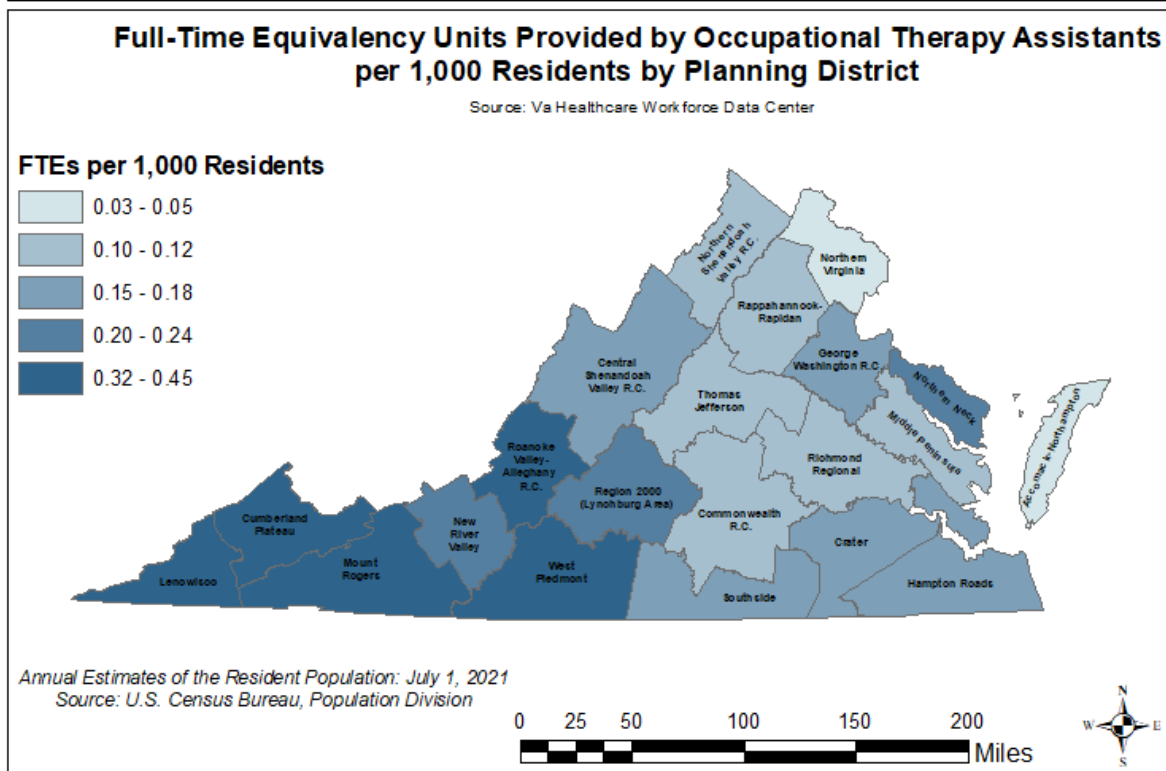 Full-Time Equivalency Units Provided by Occupational Therapy Assistants
per 1,000 Residents by Planning District
Source: Va Healthcare Workforce Data Center
FTEs per 1,000 Residents
0.03 - 0.05
0.10 - 0.12
0.15 - 0.18
0.20 - 0.24
0.32 - 0.45
Northern
Shenandoah
Valley R.C.
Northern
Virginia
Rappahannock-
Rapidan
Central
Shenandoah
Valley R.C.
George
Washington R.C.
Northern Neck
Thomas
Jefferson
Middle Peninsula
Accomack-Northampton
Roanoke
Valley-
Alleghany
R.C.
Richmond
Regional
Region 2000
(Lynchburg Area)
Commonwealth
R.C.
Cumberland
Plateau
New
River
Valley
Crater
Mount
Rogers
West
Piedmont
Lenowisco
Hampton Roads
Southside
Annual Estimates of the Resident Population: July 1, 2021
Source: U.S. Census Bureau, Population Division
0 25 50 100 150 200
Miles
N
W E
S